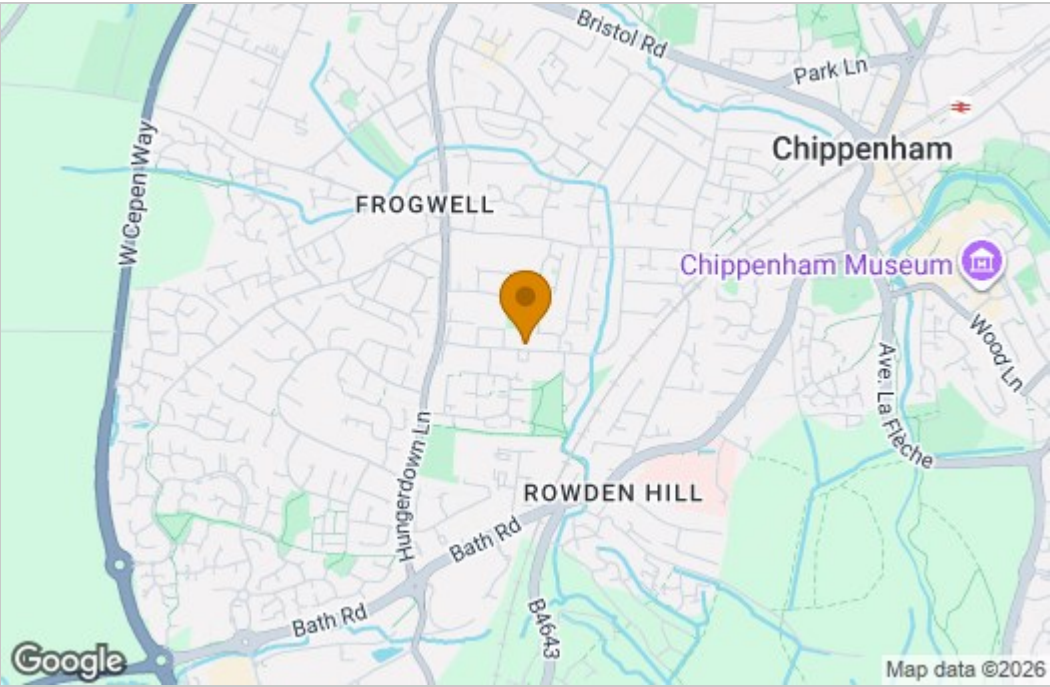 Bristol Rd
Park Ln
Chippenham
W Cepen Way
FROGWELL
Chippenham Museum
Wood Ln
Ave. La Flèche
Hungerdown Ln
ROWDEN HILL
Bath Rd
Bath Rd
B4643
Google
Map data ©2026